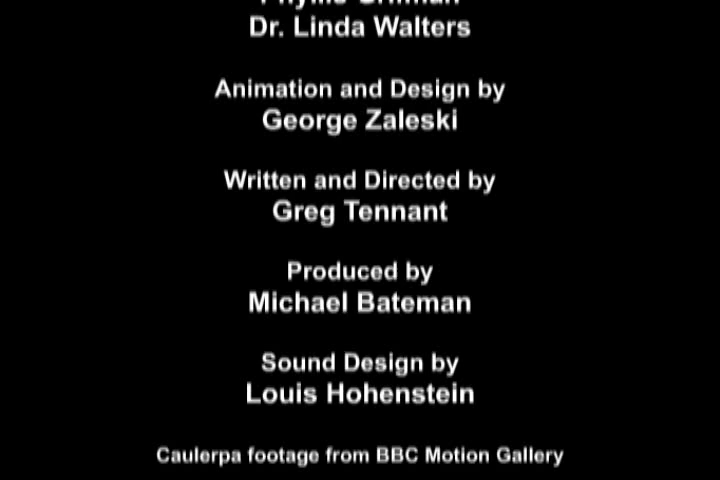 Dr. Linda Walters
Animation and Design by
George Zaleski
Written and Directed by
Greg Tennant
Produced by
Michael Bateman
Sound Design by
Louis Hohenstein
Caulerpa footage from BBC Motion Gallery